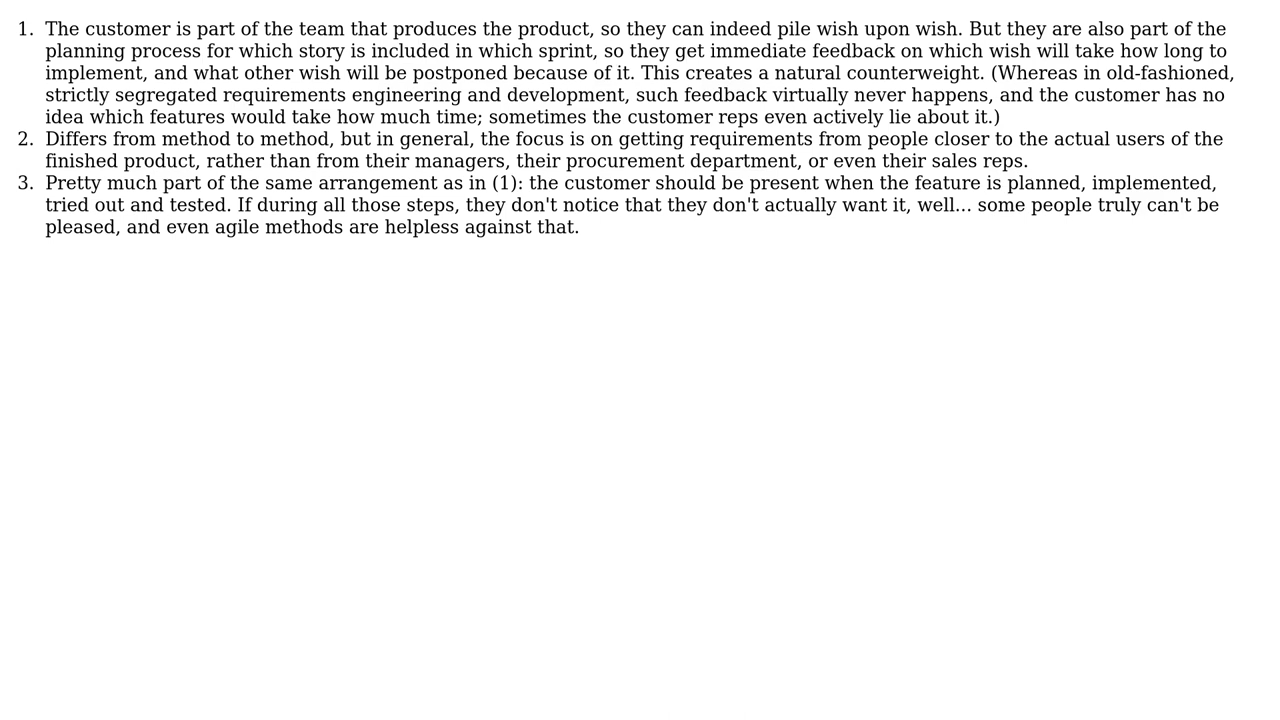 1. The customer is part of the team that produces the product, so they can indeed pile wish upon wish. But they are also part of the
planning process for which story is included in which sprint, so they get immediate feedback on which wish will take how long to
implement, and what other wish will be postponed because of it. This creates a natural counterweight. (Whereas in old-fashioned,
strictly segregated requirements engineering and development, such feedback virtually never happens, and the customer has no
idea which features would take how much time; sometimes the customer reps even actively lie about it.)
2. Differs from method to method, but in general, the focus is on getting requirements from people closer to the actual users of the
finished product, rather than from their managers, their procurement department, or even their sales reps.
3. Pretty much part of the same arrangement as in (1): the customer should be present when the feature is planned, implemented,
tried out and tested. If during all those steps, they don't notice that they don't actually want it, well... some people truly can't be
pleased, and even agile methods are helpless against that.